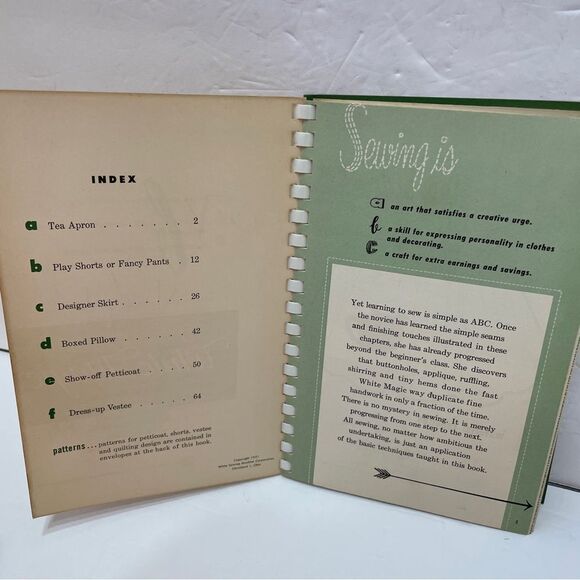 INDEX
a Tea Apron . . . . . . . 2
b Play Shorts or Fancy Pants . 12
c Designer Skirt . . . . . . 26
d Boxed Pillow . . . . . . 42
e Show-off Petticoat . . . . 50
f Dress-up Vestee . . . . . 64
patterns... patterns for petticoat, shorts, vestee
and quilting design are contained in
envelopes at the back of this book.
White Sewing Machine Corporation
Sewing is
a an art that satisfies a creative urge.
b a skill for expressing personality in clothes
and decorating.
c a craft for extra earnings and savings.
Yet learning to sew is simple as ABC. Once
the novice has learned the simple seams
and finishing touches illustrated in these
chapters, she has already progressed
beyond the beginner's class. She discovers
that buttonholes, applique, ruffling,
shirring and tiny hems done the fast
White Magic way duplicate fine
handwork in only a fraction of the time.
There is no mystery in sewing. It is merely
progressing from one step to the next.
All sewing, no matter how ambitious the
undertaking, is just an application
of the basic techniques taught in this book.
1